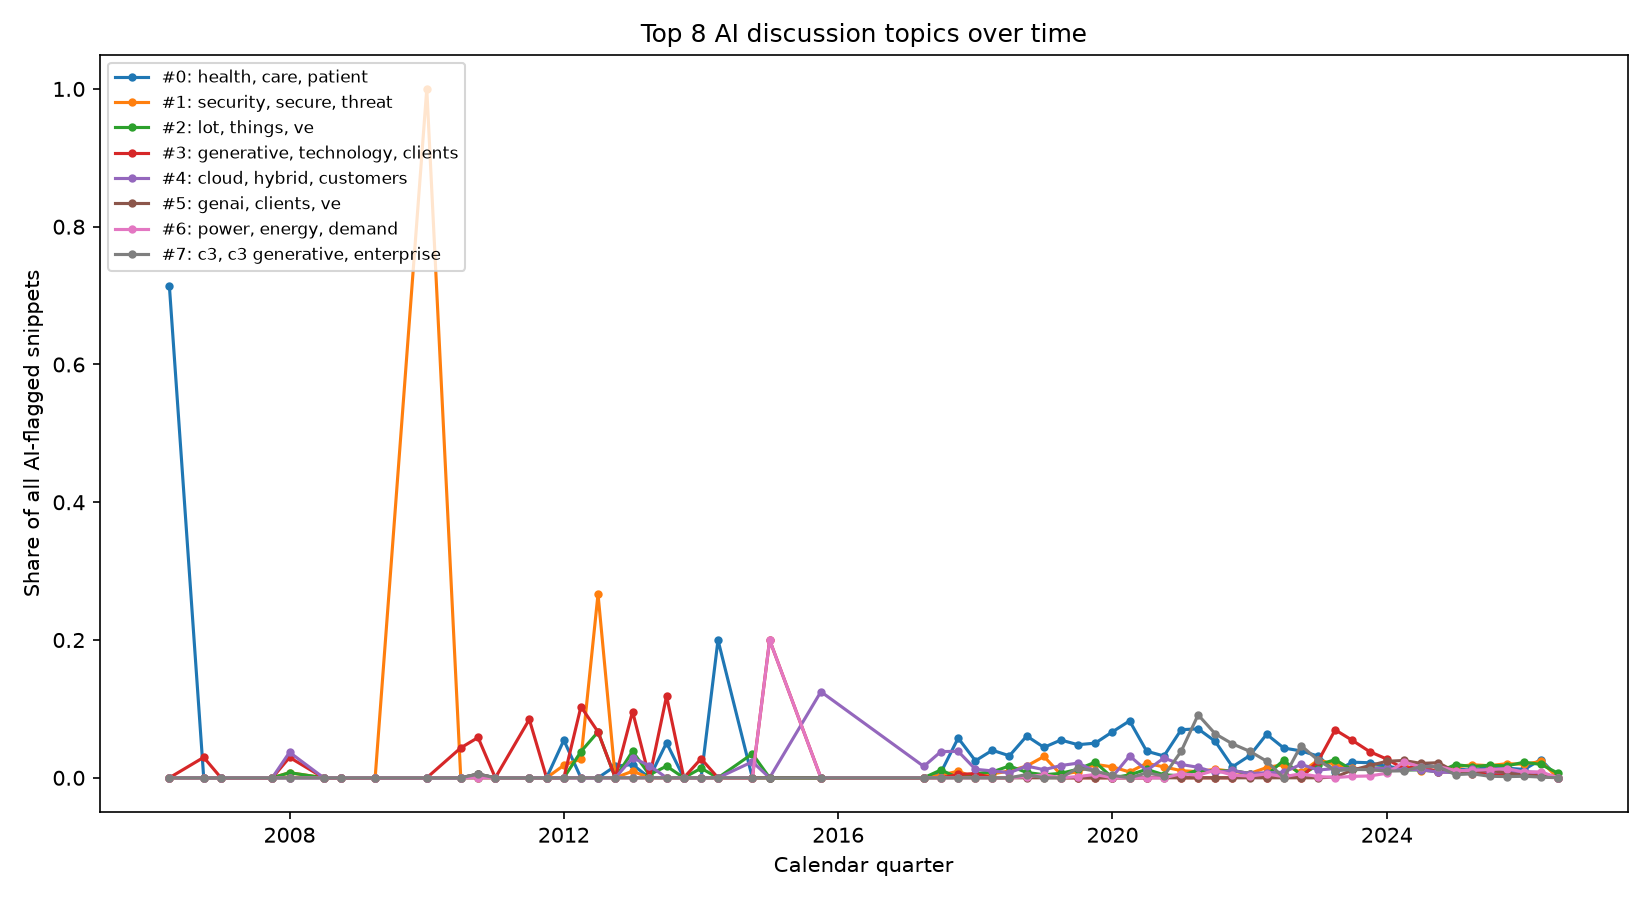 Top 8 AI discussion topics over time
#0: health, care, patient
#1: security, secure, threat
#2: lot, things, ve
#3: generative, technology, clients
#4: cloud, hybrid, customers
#5: genai, clients, ve
#6: power, energy, demand
#7: c3, c3 generative, enterprise
Share of all AI-flagged snippets
1.0
0.8
0.6
0.4
0.2
0.0
2008
2012
2016
2020
2024
Calendar quarter